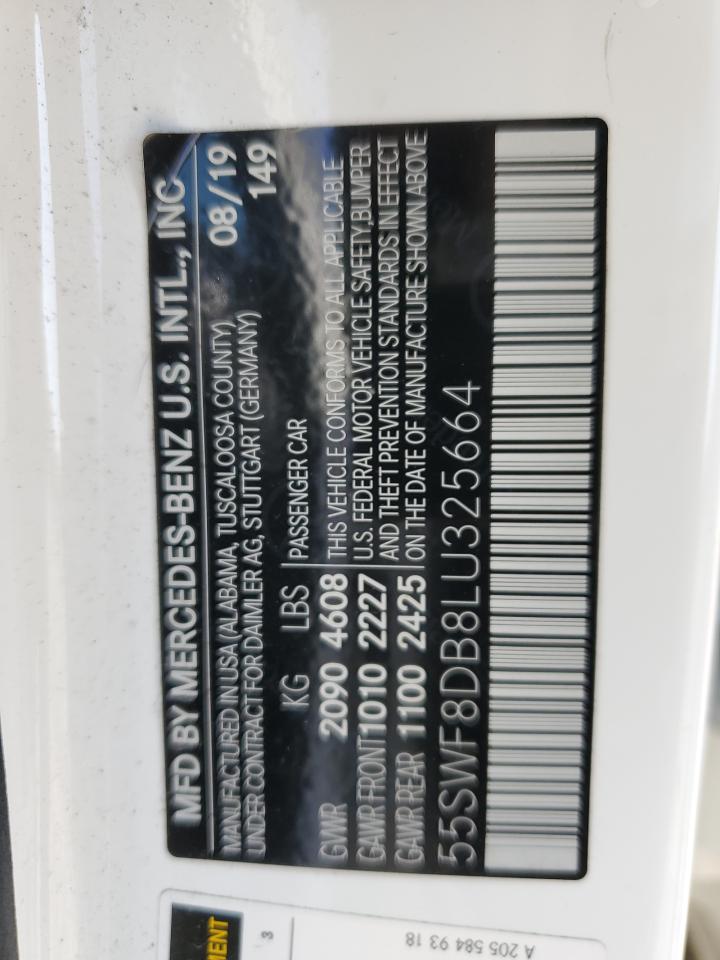 MFD BY MERCEDES-BENZ U.S. INTL., INC
MANUFACTURED IN USA (ALABAMA, TUSCALOOSA COUNTY) 08/19
UNDER CONTRACT FOR DAIMLER AG, STUTTGART (GERMANY) 149
KG LBS PASSENGER CAR
GVWR 2090 4608 THIS VEHICLE CONFORMS TO ALL APPLICABLE
GAWR FRONT 1010 2227 U.S. FEDERAL MOTOR VEHICLE SAFETY,BUMPER
GAWR REAR 1100 2425 AND THEFT PREVENTION STANDARDS IN EFFECT
ON THE DATE OF MANUFACTURE SHOWN ABOVE
55SWF8DB8LU325664
MENT
3
A 205 584 93 18